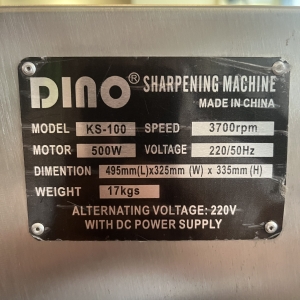 DINO® SHARPENING MACHINE
MADE IN CHINA
MODEL KS-100 SPEED 3700rpm
MOTOR 500W VOLTAGE 220/50Hz
DIMENTION 495mm(L)x325mm (W) x 335mm (H)
WEIGHT 17kgs
ALTERNATING VOLTAGE: 220V
WITH DC POWER SUPPLY